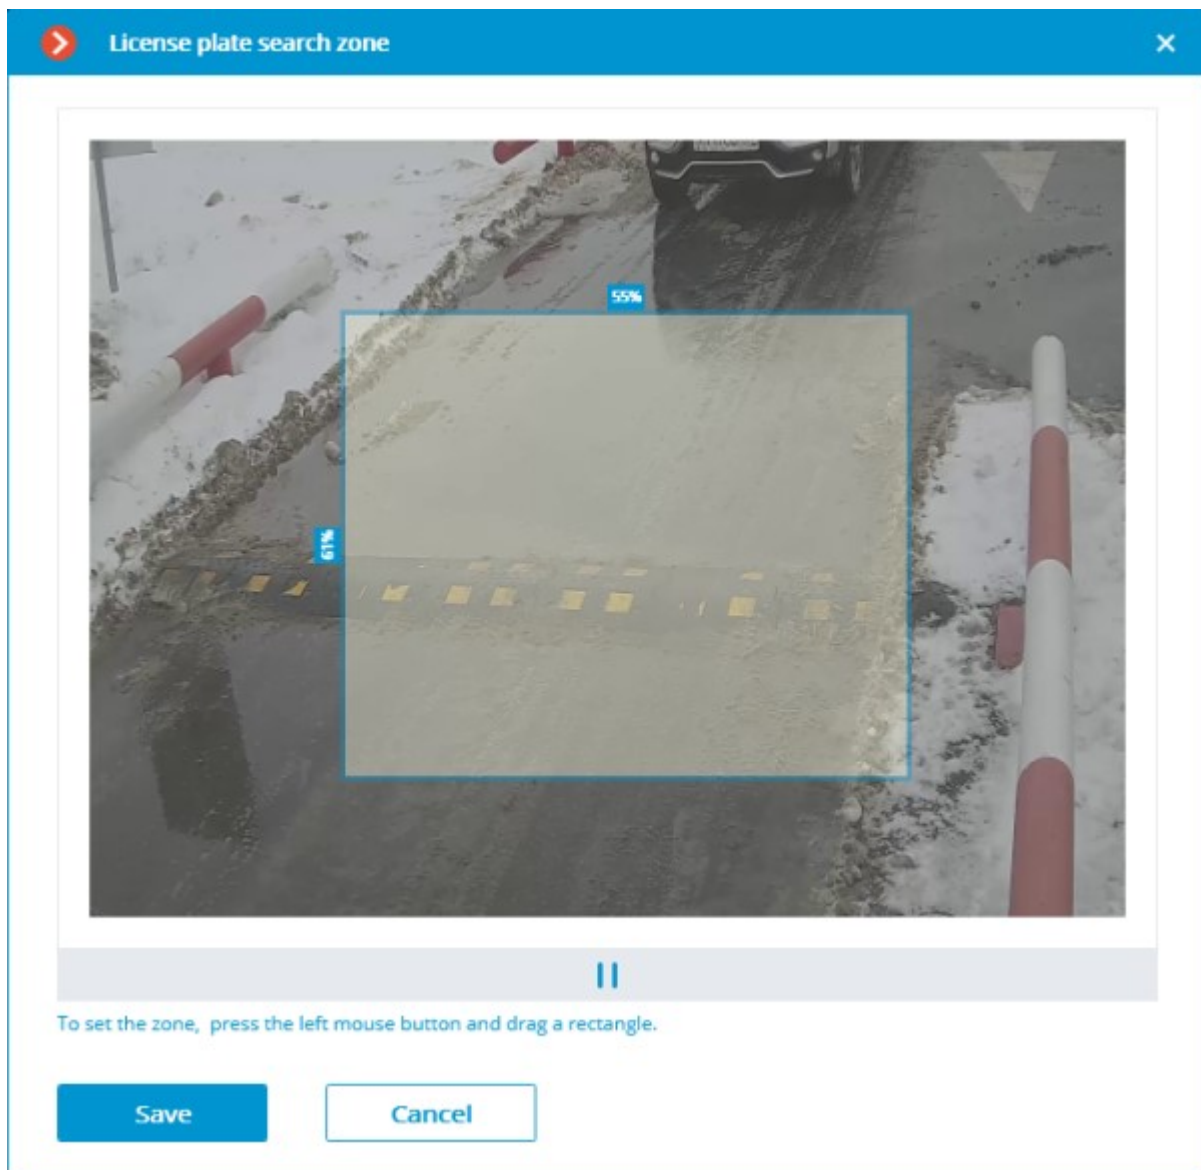 License plate search zone
55%
61%
To set the zone, press the left mouse button and drag a rectangle.
Save
Cancel